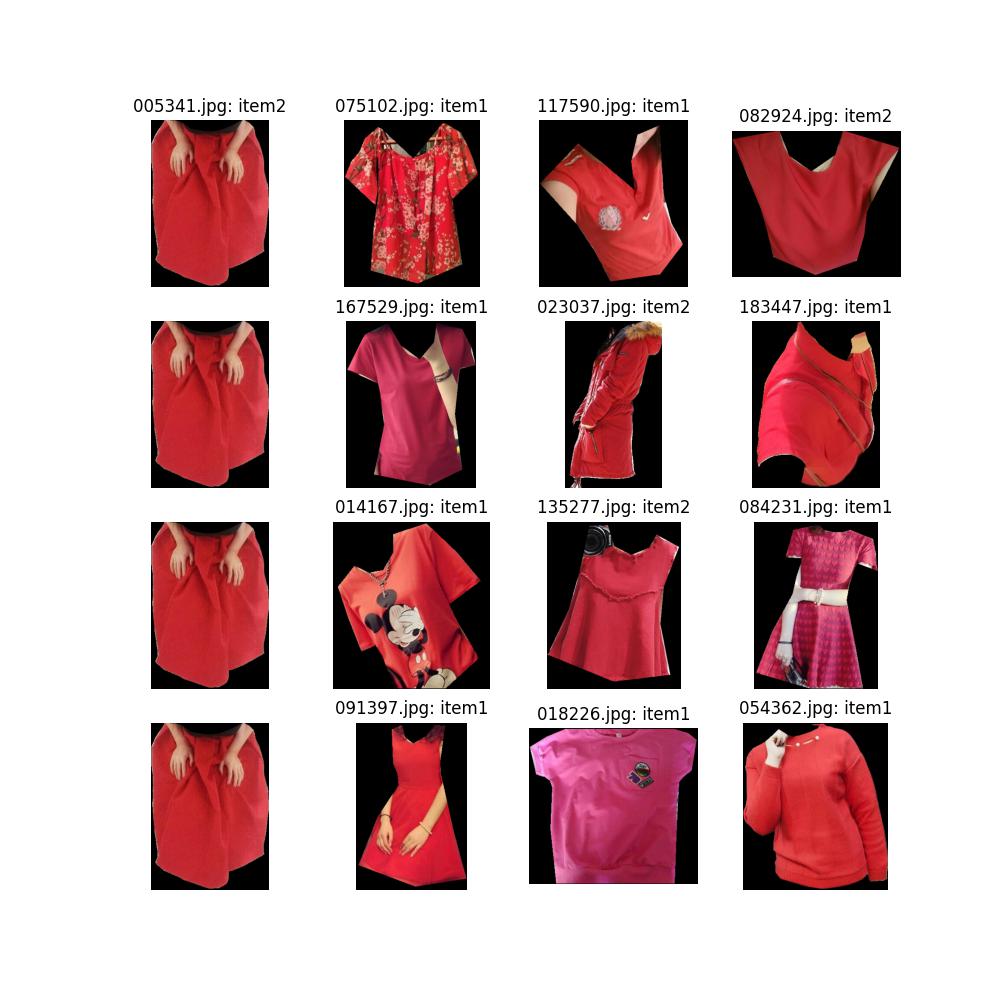 005341.jpg: item2
075102.jpg: item1
117590.jpg: item1
082924.jpg: item2
167529.jpg: item1
023037.jpg: item2
183447.jpg: item1
014167.jpg: item1
135277.jpg: item2
084231.jpg: item1
091397.jpg: item1
018226.jpg: item1
054362.jpg: item1